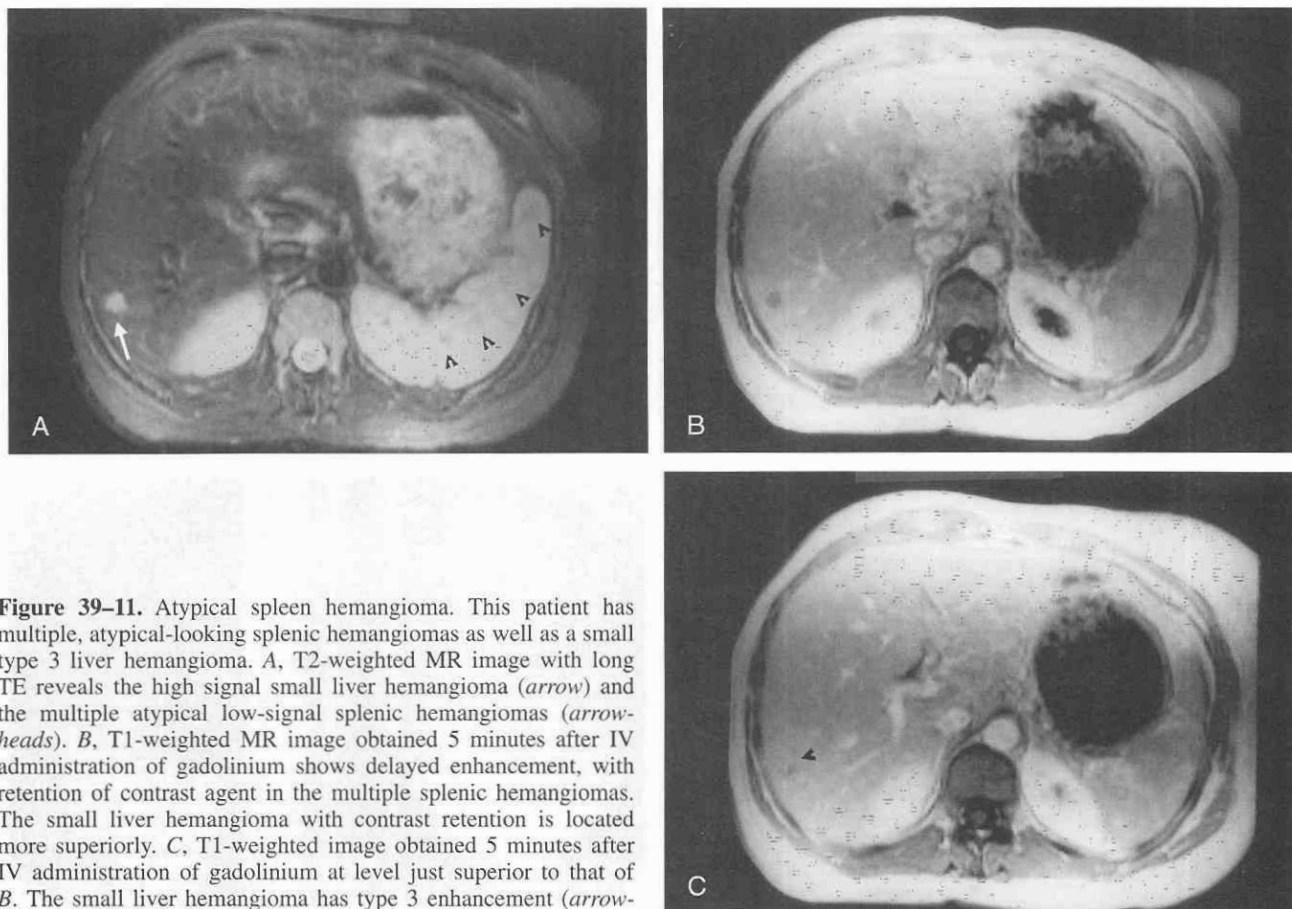 A
B
C
Figure 39–11. Atypical spleen hemangioma. This patient has
multiple, atypical-looking splenic hemangiomas as well as a small
type 3 liver hemangioma. A, T2-weighted MR image with long
TE reveals the high signal small liver hemangioma (arrow) and
the multiple atypical low-signal splenic hemangiomas (arrow-
heads). B, T1-weighted MR image obtained 5 minutes after IV
administration of gadolinium shows delayed enhancement, with
retention of contrast agent in the multiple splenic hemangiomas.
The small liver hemangioma with contrast retention is located
more superiorly. C, T1-weighted image obtained 5 minutes after
IV administration of gadolinium at level just superior to that of
B. The small liver hemangioma has type 3 enhancement (arrow-